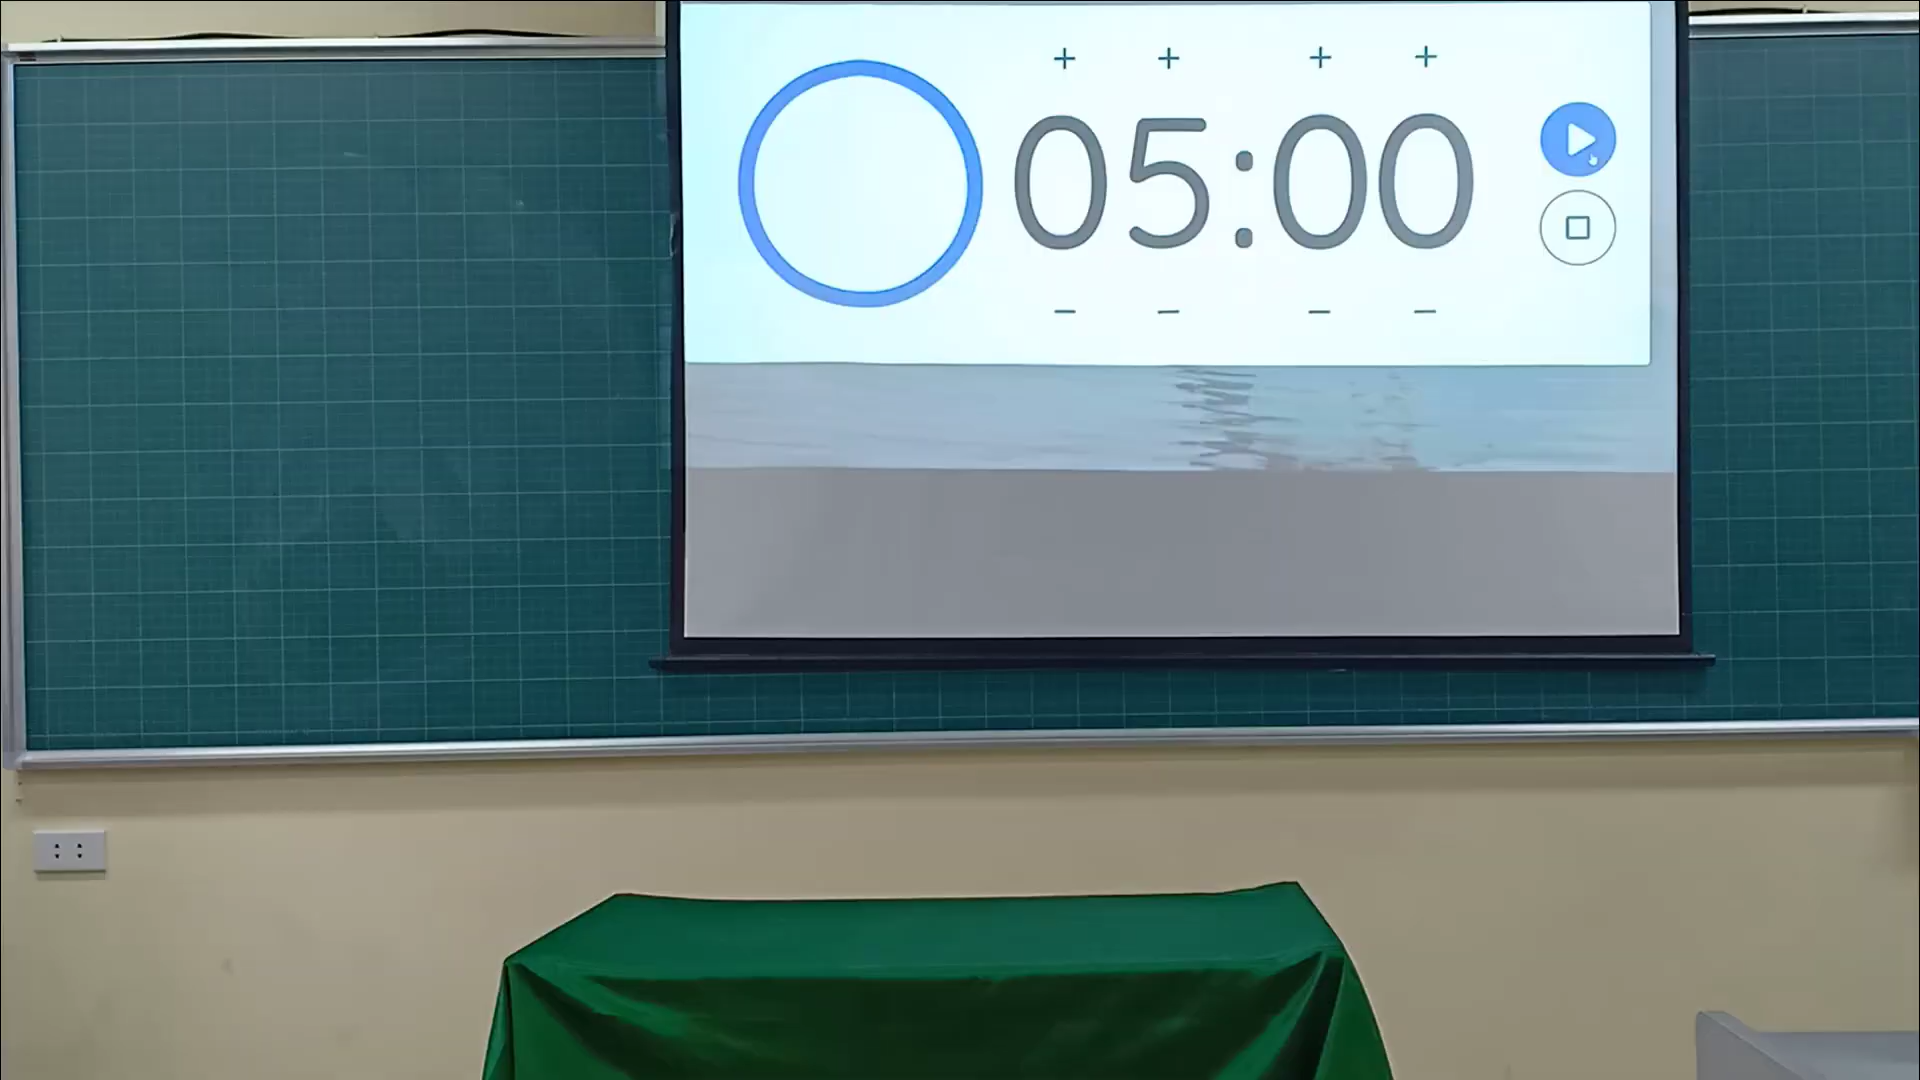 + + + +
05:00
− − − −